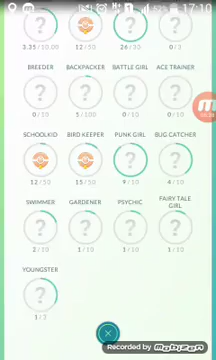 17:10
3.35 / 10.00 12 / 50 26 / 30 0 / 3
BREEDER BACKPACKER BATTLE GIRL ACE TRAINER
0 / 10 5 / 100 0 / 10 0 / 10
SCHOOLKID BIRD KEEPER PUNK GIRL BUG CATCHER
12 / 50 15 / 50 9 / 10 4 / 10
SWIMMER GARDENER PSYCHIC FAIRY TALE GIRL
2 / 10 1 / 10 1 / 10 1 / 10
YOUNGSTER
1 / 3
Recorded by Mobizen